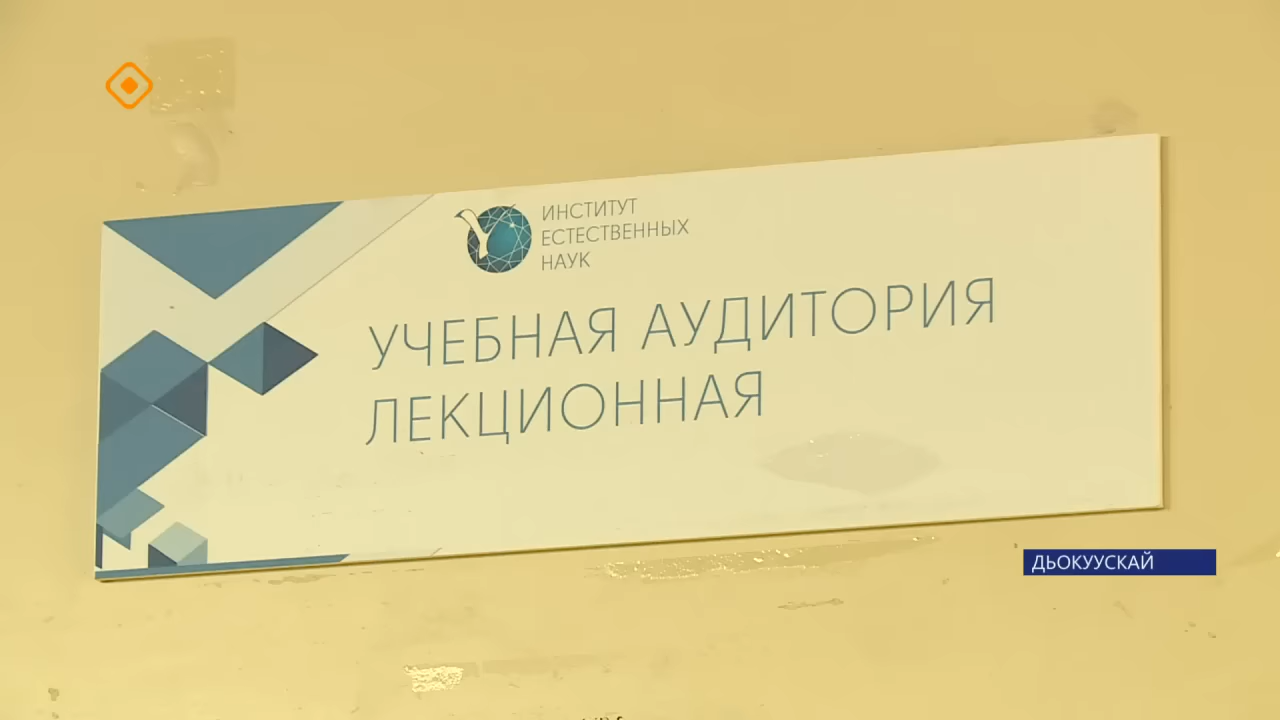 ИНСТИТУТ
ЕСТЕСТВЕННЫХ
НАУК
УЧЕБНАЯ АУДИТОРИЯ
ЛЕКЦИОННАЯ
ДЬОКУУСКАЙ